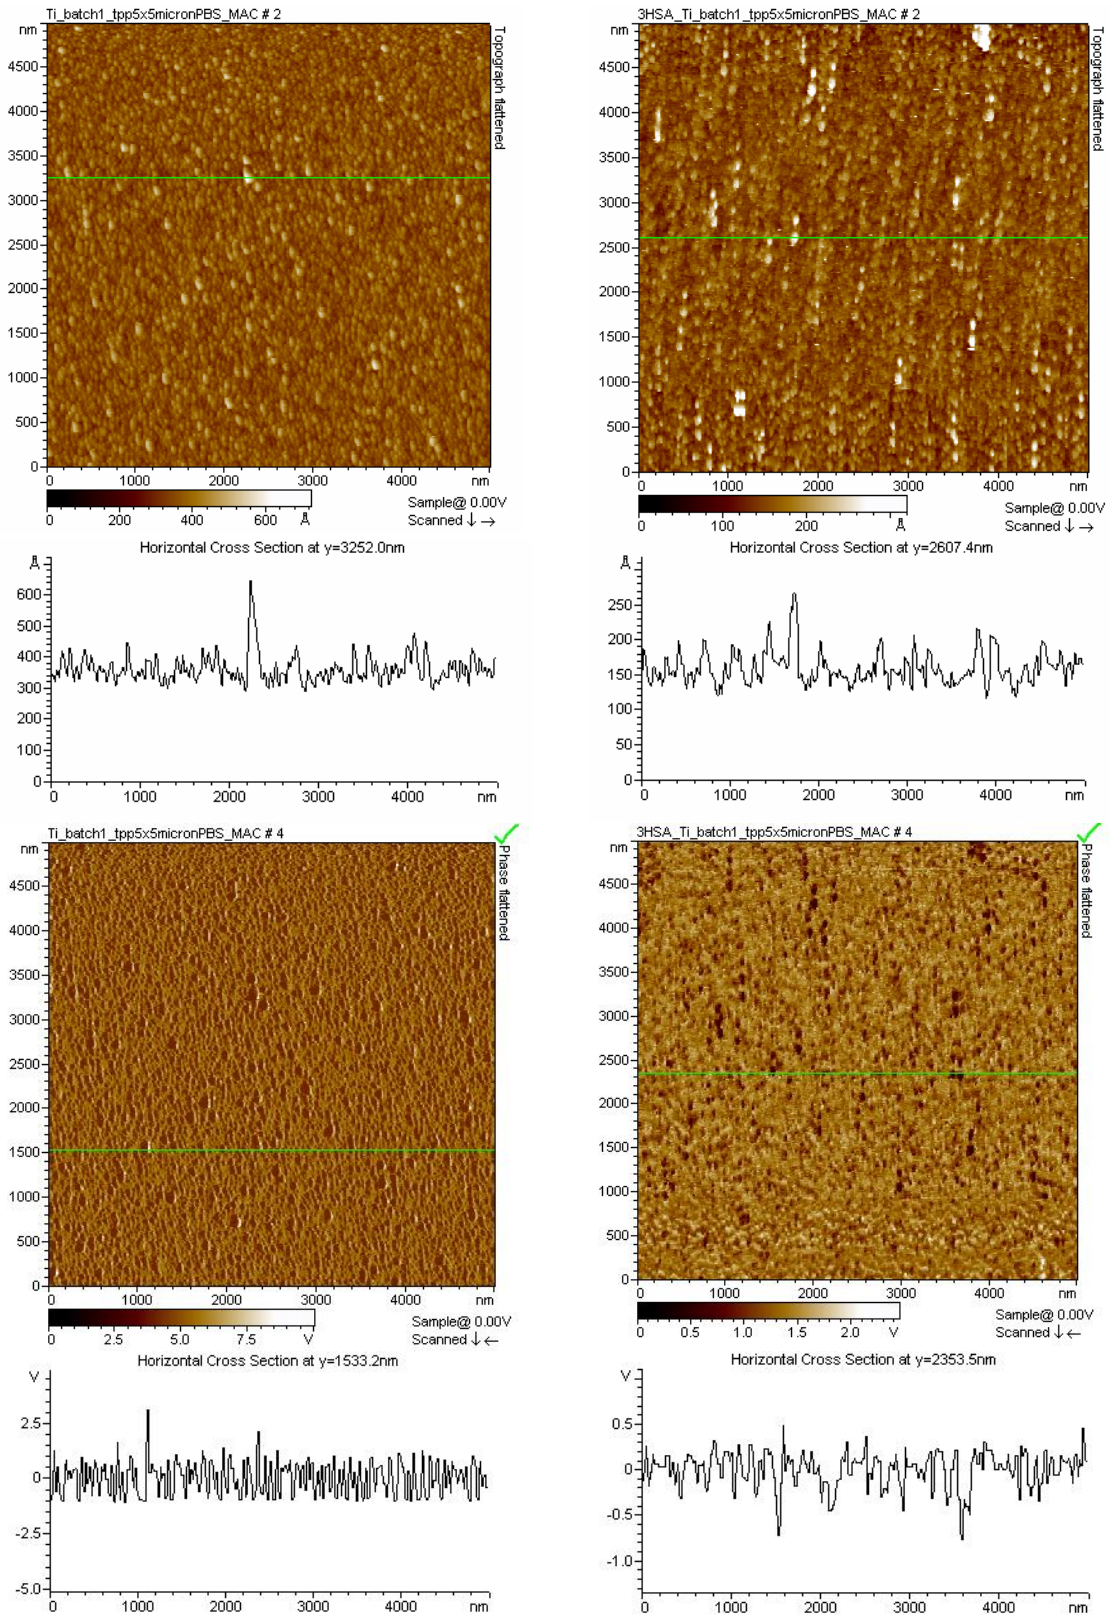 Ti_batch1_tpp5x5micronPBS_MAC # 2
nm
4500
4000
3500
3000
2500
2000
1500
1000
500
0
0 1000 2000 3000 4000 nm
Topograph flattened
0 200 400 600 Å
Sample@ 0.00V
Scanned ↓ →
Horizontal Cross Section at y=3252.0nm
Å
600
500
400
300
200
100
0
0 1000 2000 3000 4000 nm
3HSA_Ti_batch1_tpp5x5micronPBS_MAC # 2
nm
4500
4000
3500
3000
2500
2000
1500
1000
500
0
0 1000 2000 3000 4000 nm
Topograph flattened
0 100 200 Å
Sample@ 0.00V
Scanned ↓ →
Horizontal Cross Section at y=2607.4nm
Å
250
200
150
100
50
0
0 1000 2000 3000 4000 nm
Ti_batch1_tpp5x5micronPBS_MAC # 4
nm
4500
4000
3500
3000
2500
2000
1500
1000
500
0
0 1000 2000 3000 4000 nm
Phase flattened
0 2.5 5.0 7.5 V
Sample@ 0.00V
Scanned ↓ ←
Horizontal Cross Section at y=1533.2nm
V
2.5
0
-2.5
-5.0
0 1000 2000 3000 4000 nm
3HSA_Ti_batch1_tpp5x5micronPBS_MAC # 4
nm
4500
4000
3500
3000
2500
2000
1500
1000
500
0
0 1000 2000 3000 4000 nm
Phase flattened
0 0.5 1.0 1.5 2.0 V
Sample@ 0.00V
Scanned ↓ ←
Horizontal Cross Section at y=2353.5nm
V
0.5
0
-0.5
-1.0
0 1000 2000 3000 4000 nm